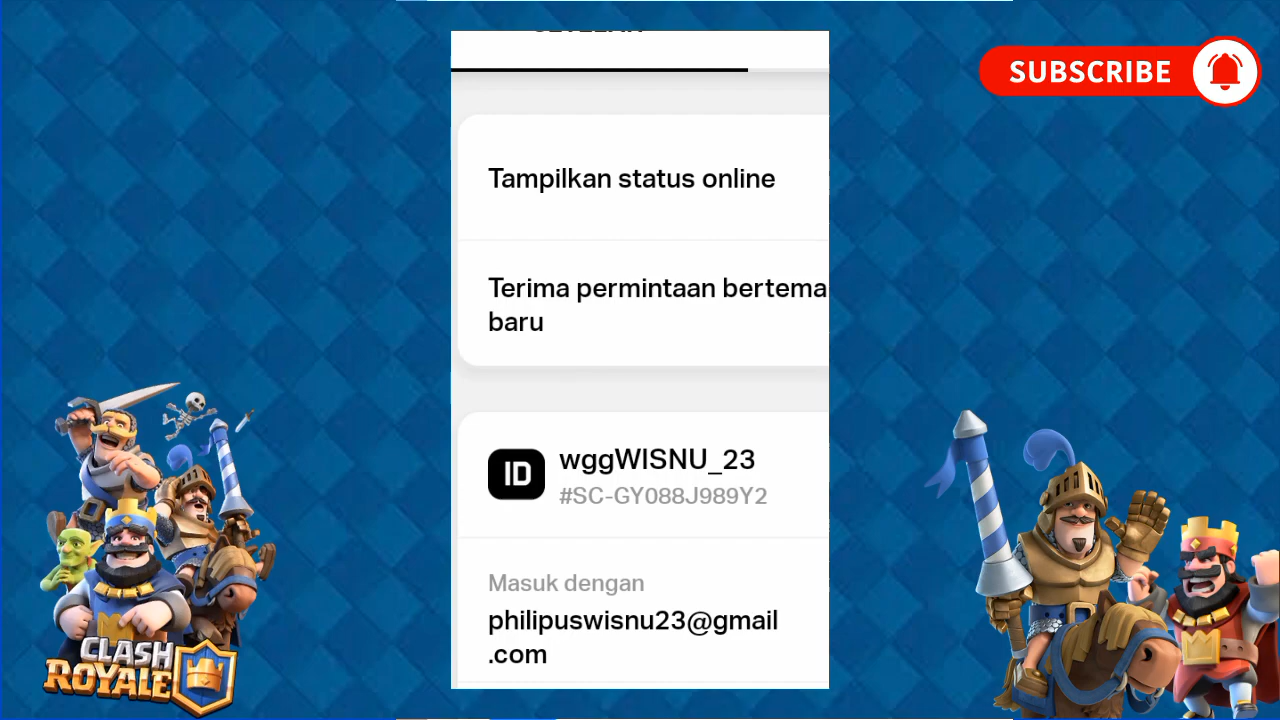 SUBSCRIBE
Tampilkan status online
Terima permintaan bertema
baru
ID
wggWISNU_23
#SC-GY088J989Y2
Masuk dengan
philipuswisnu23@gmail
.com
CLASH
ROYALE